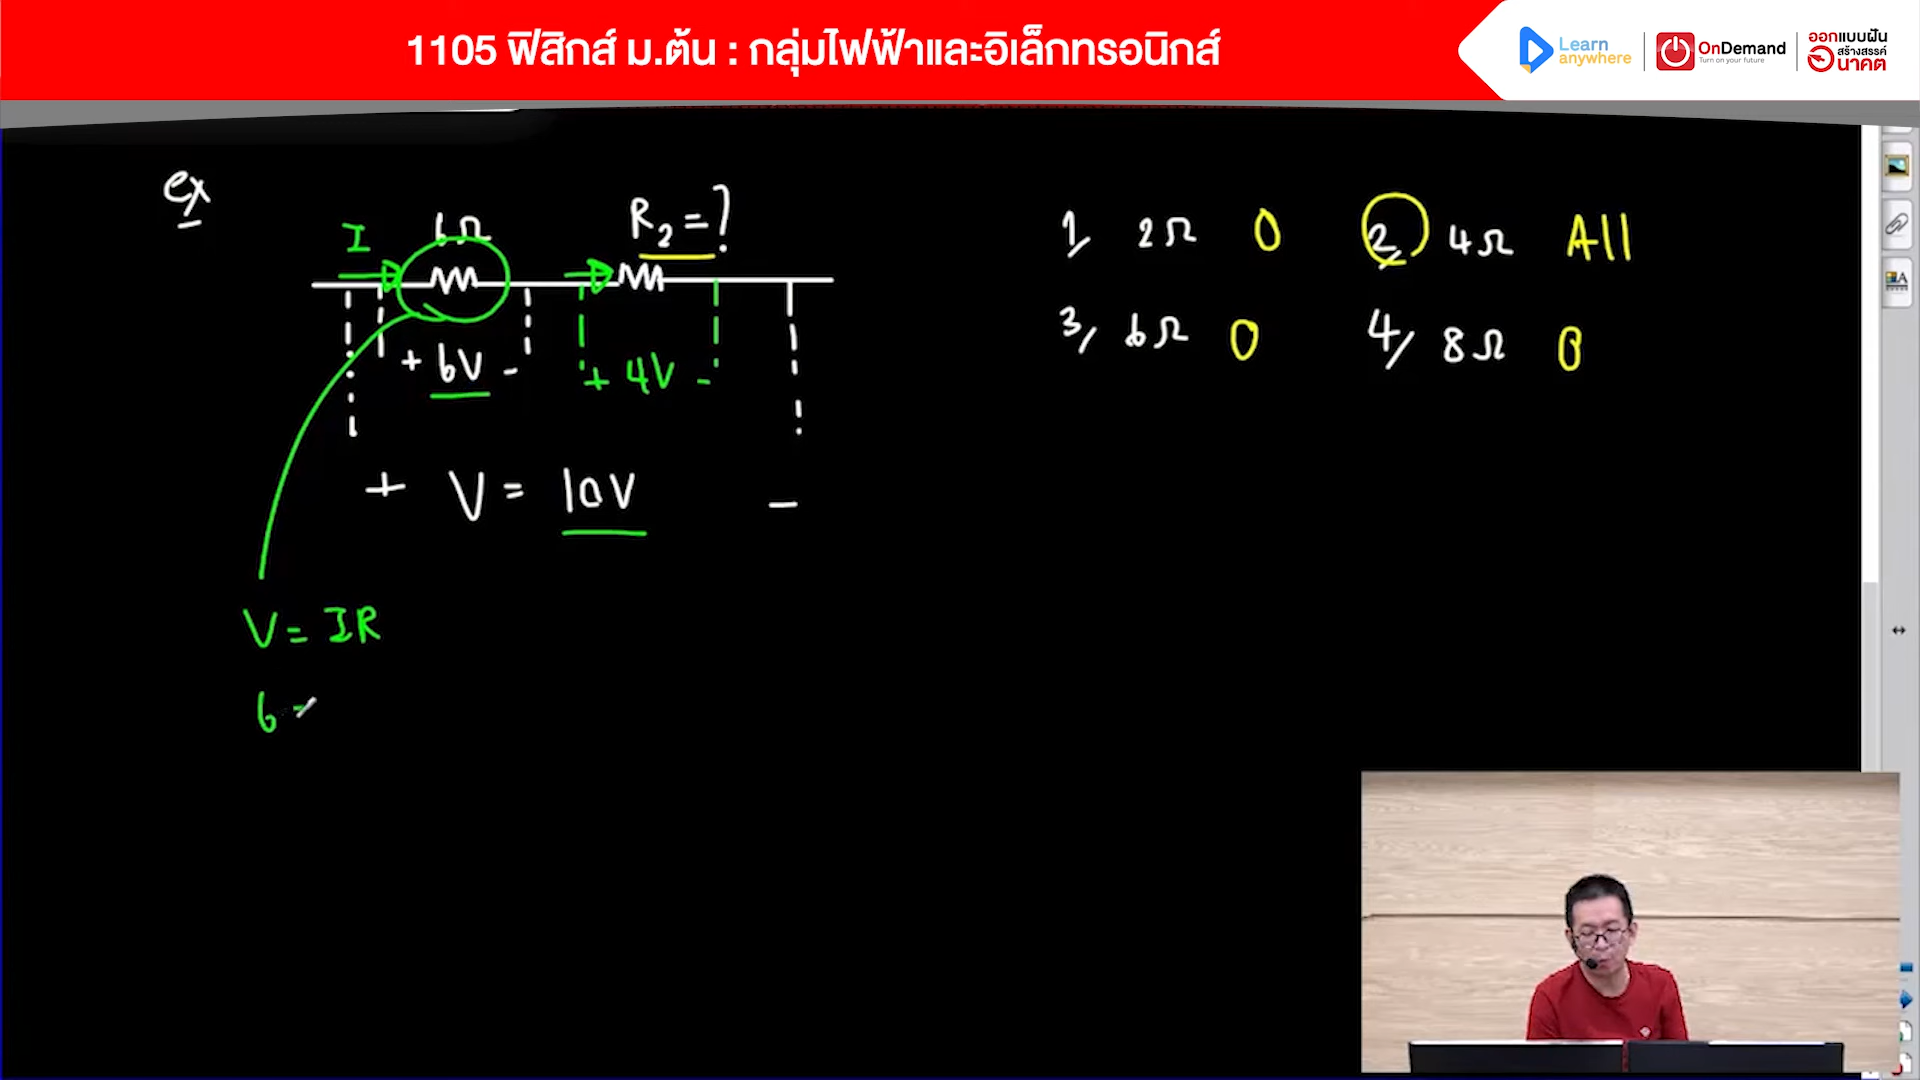 1105 ฟิสิกส์ ม.ต้น : กลุ่มไฟฟ้าและอิเล็กทรอนิกส์
Learn anywhere
OnDemand
Turn on your future
ออกแบบฝัน
สร้างสรรค์
อนาคต
ex
I
6Ω
R₂ = ?
+ 6V -
+ 4V -
+ V = 10V -
V = IR
6 =
1/ 2Ω 0
2/ 4Ω All
3/ 6Ω 0
4/ 8Ω 0